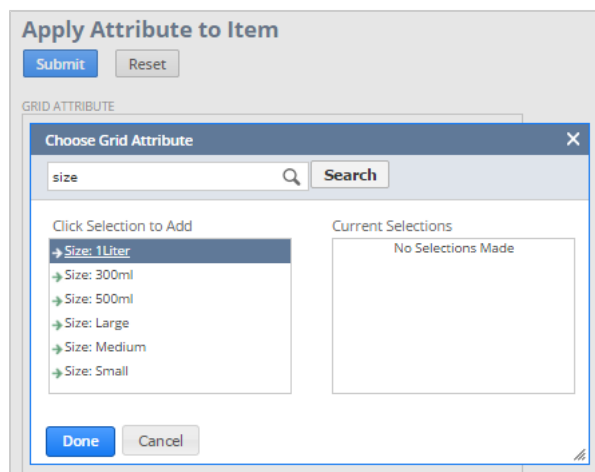 Apply Attribute to Item
Submit Reset
GRID ATTRIBUTE
Choose Grid Attribute
size Search
Click Selection to Add Current Selections
Size: 1Liter No Selections Made
Size: 300ml
Size: 500ml
Size: Large
Size: Medium
Size: Small
Done Cancel